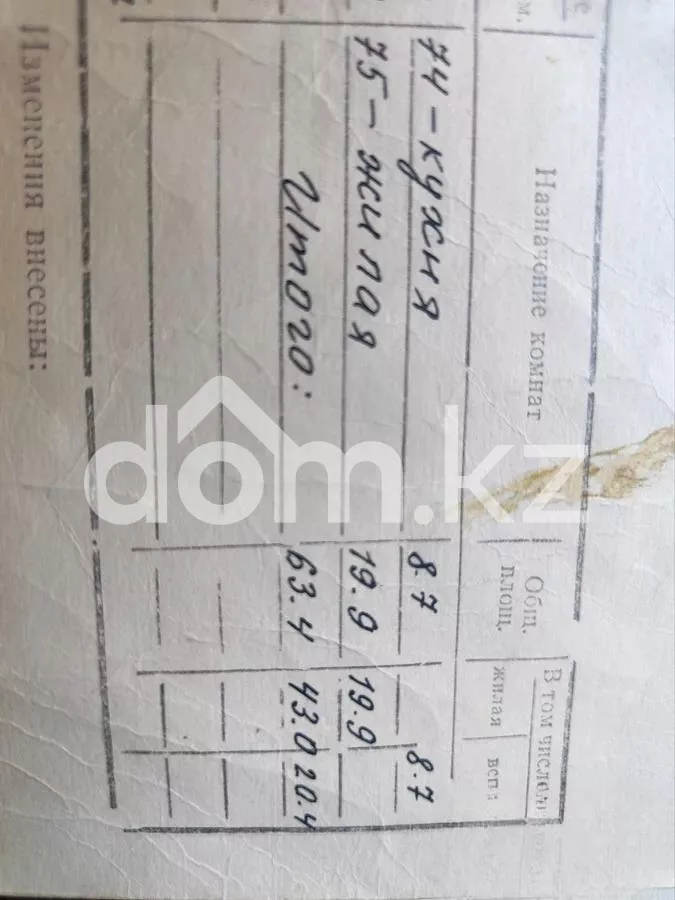 Назначение комнат
Общ. площ.
В том числе
жилая
74 - кухня 8.7 8.7
75 - жилая 19.9 19.9
Итого: 63.4 43.0 20.4
Изменения внесены:
dom.kz